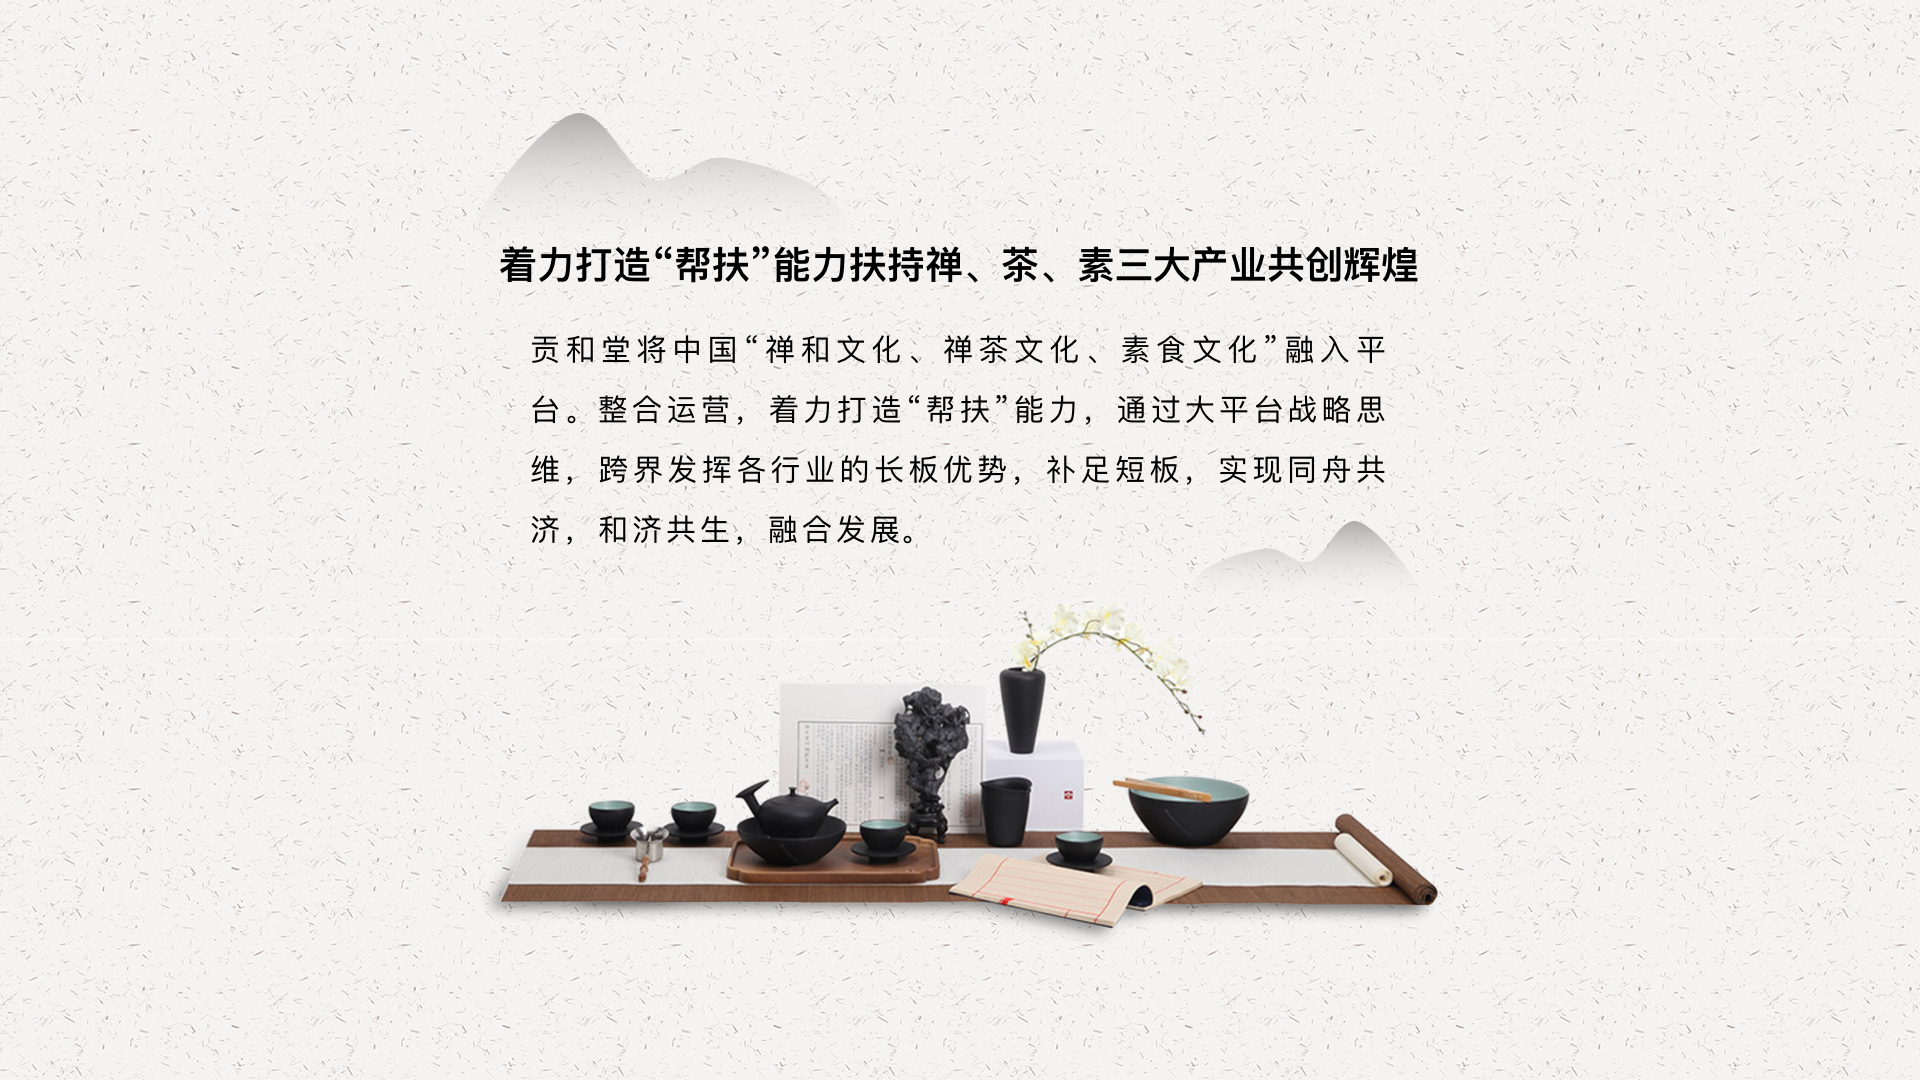 着力打造“帮扶”能力扶持禅、茶、素三大产业共创辉煌
贡和堂将中国“禅和文化、禅茶文化、素食文化”融入平
台。整合运营，着力打造“帮扶”能力，通过大平台战略思
维，跨界发挥各行业的长板优势，补足短板，实现同舟共
济，和济共生，融合发展。